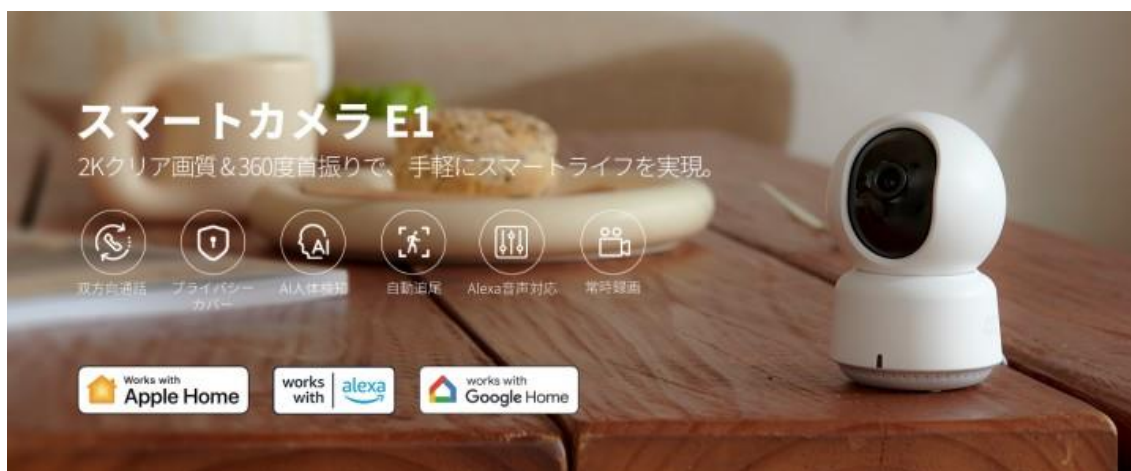 スマートカメラ E1
2Kクリア画質&360度首振りで、手軽にスマートライフを実現。
AI
双方向通話
プライバシー
カバー
AI人体検知
自動追尾
Alexa音声対応
常時録画
Works with
Apple Home
works
with
alexa
works with
Google Home